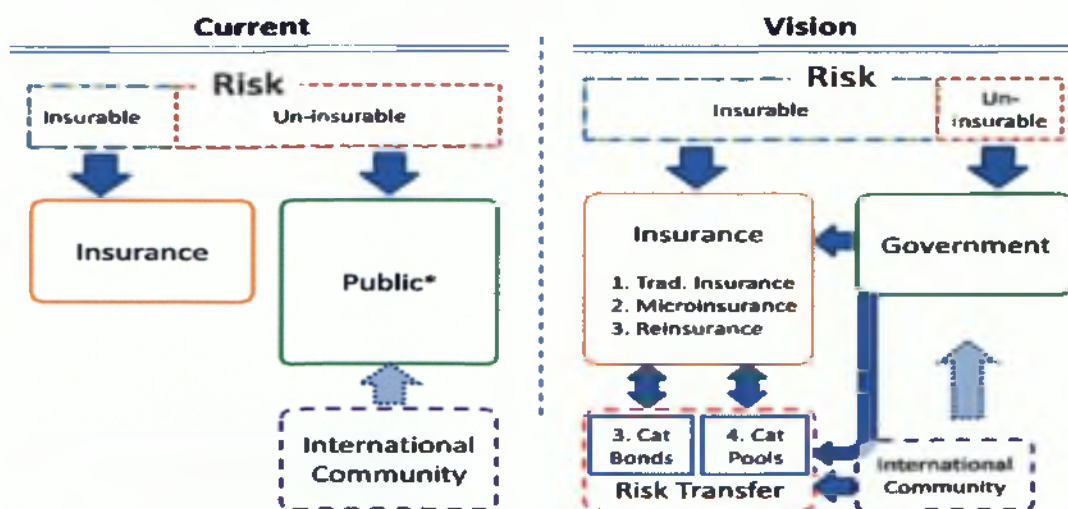 Current
Risk
Insurable
Un-insurable
Insurance
Public*
International
Community
Vision
Risk
Insurable
Un-
insurable
Insurance
1. Trad. Insurance
2. Microinsurance
3. Reinsurance
Government
3. Cat
Bonds
4. Cat
Pools
Risk Transfer
International
Community